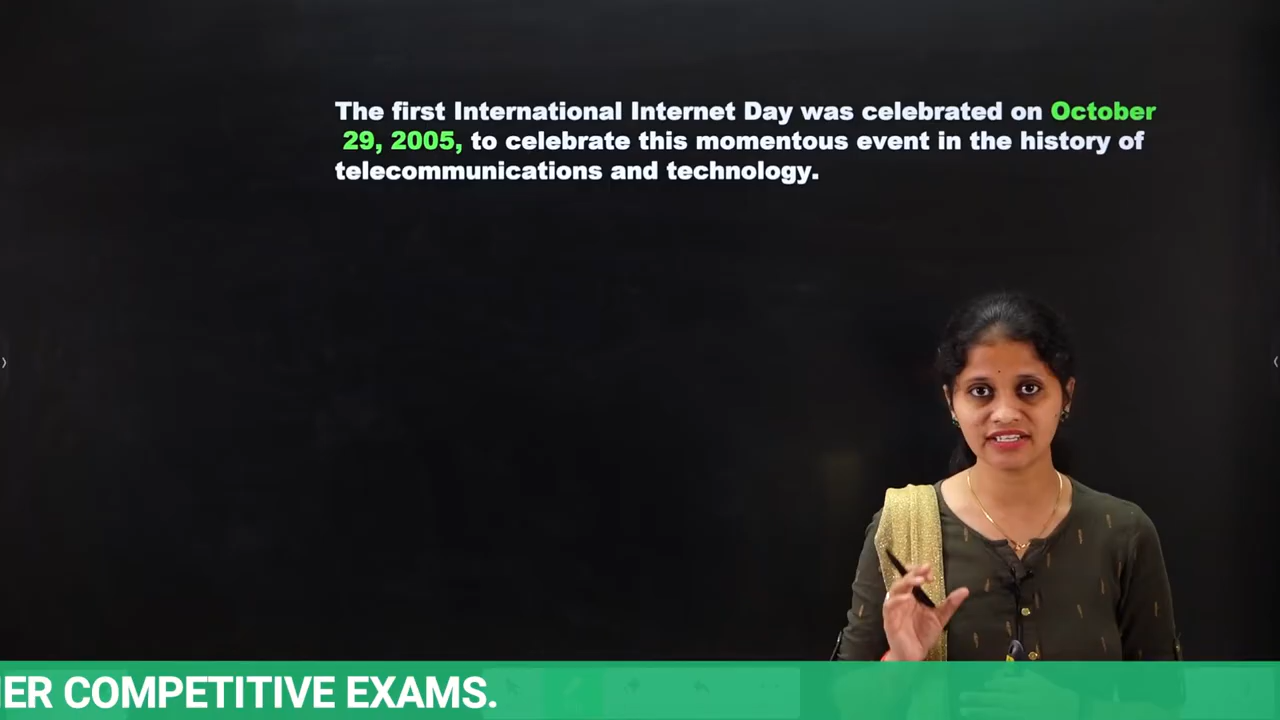 The first International Internet Day was celebrated on October
29, 2005, to celebrate this momentous event in the history of
telecommunications and technology.
ER COMPETITIVE EXAMS.